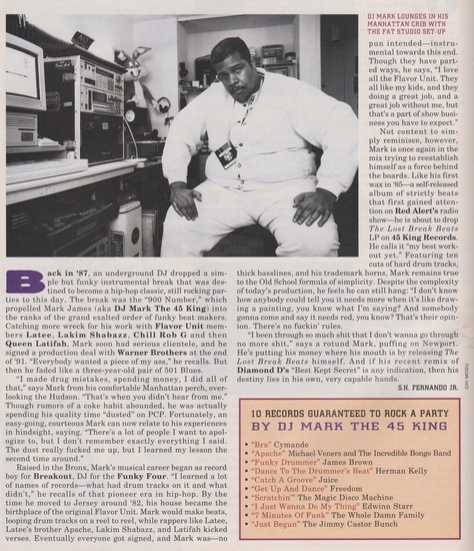 DJ MARK LOUNGES IN HIS
MANHATTAN CRIB WITH
THE FAT STUDIO SET-UP
Back in '87, an underground DJ dropped a sim-
ple but funky instrumental break that was des-
tined to become a hip-hop classic, still rocking par-
ties to this day. The break was the "900 Number," which
propelled Mark James (aka DJ Mark The 45 King) into
the ranks of the grand exalted order of funky beat makers.
Catching more wreck for his work with Flavor Unit mem-
bers Latee, Lakim Shabazz, Chill Rob G and then
Queen Latifah, Mark soon had serious clientele, and he
signed a production deal with Warner Brothers at the end
of '91. "Everybody wanted a piece of my ass," he recalls. But
then he faded like a three-year-old pair of 501 Blues.
"I made drug mistakes, spending money, I did all of
that," says Mark from his comfortable Manhattan perch, over-
looking the Hudson. "That's when you didn't hear from me."
Though rumors of a coke habit abounded, he was actually
spending his quality time "dusted" on PCP. Fortunately, an
easy-going, courteous Mark can now relate to his experiences
in hindsight, saying, "There's a lot of people I want to apol-
ogize to, but I don't remember exactly everything I said.
The dust really fucked me up, but I learned my lesson the
second time around."
Raised in the Bronx, Mark's musical career began as record
boy for Breakout, DJ for the Funky Four. "I learned a lot
of names of records—what had drum tracks on it and what
didn't," he recalls of that pioneer era in hip-hop. By the
time he moved to Jersey around '82, his house became the
birthplace of the original Flavor Unit. Mark would make beats,
looping drum tracks on a reel to reel, while rappers like Latee,
Latee's brother Apache, Lakim Shabazz, and Latifah kicked
verses. Eventually everyone got signed, and Mark was—no
pun intended—instru-
mental towards this end.
Though they have part-
ed ways, he says, "I love
all the Flavor Unit. They
all like my kids, and they
doing a great job, and a
great job without me, but
that's a part of show busi-
ness you have to expect."
Not content to sim-
ply reminisce, however,
Mark is once again in the
mix trying to reestablish
himself as a force behind
the boards. Like his first
wax in '85—a self-released
album of strictly beats
that first gained atten-
tion on Red Alert's radio
show—he is about to drop
The Lost Break Beats
LP on 45 King Records.
He calls it "my best work-
out yet." Featuring ten
cuts of hard drum tracks,
thick basslines, and his trademark horns, Mark remains true
to the Old School formula of simplicity. Despite the complexity
of today's production, he feels he can still hang: "I don't know
how anybody could tell you it needs more when it's like draw-
ing a painting, you know what I'm saying? And somebody
gonna come and say it needs red, you know? That's their opin-
ion. There's no fuckin' rules.
"I been through so much shit that I don't wanna go through
no more shit," says a rotund Mark, puffing on Newport.
He's putting his money where his mouth is by releasing The
Lost Break Beats himself. And if his recent remix of
Diamond D's "Best Kept Secret" is any indication, then his
destiny lies in his own, very capable hands.
S.H. FERNANDO JR.
10 RECORDS GUARANTEED TO ROCK A PARTY
BY DJ MARK THE 45 KING
• "Bra" Cymande
• "Apache" Michael Veners and The Incredible Bongo Band
• "Funky Drummer" James Brown
• "Dance To The Drummer's Beat" Herman Kelly
• "Catch A Groove" Juice
• "Get Up And Dance" Freedom
• "Scratchin'" The Magic Disco Machine
• "I Just Wanna Do My Thing" Edwinn Starr
• "7 Minutes Of Funk" The Whole Damn Family
• "Just Begun" The Jimmy Castor Bunch